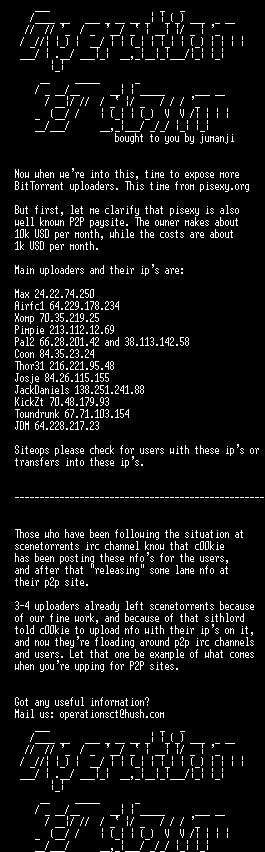 bought to you by jumanji
Now when we're into this, time to expose more
BitTorrent uploaders. This time from pisexy.org
But first, let me clarify that pisexy is also
well known P2P paysite. The owner makes about
10k USD per month, while the costs are about
1k USD per month.
Main uploaders and their ip's are:
Max 24.22.74.250
Airfc1 64.229.178.234
Xomp 70.35.219.25
Pimpie 213.112.12.69
Pal2 66.28.201.42 and 38.113.142.58
Coon 84.35.23.24
Thor31 216.221.95.48
Josje 84.26.115.155
JackDaniels 138.251.241.88
KickZt 70.48.179.93
Towndrunk 67.71.103.154
JDM 64.228.217.23
Siteops please check for users with these ip's or
transfers into these ip's.
--------------------------------------------------
Those who have been following the situation at
scenetorrents irc channel know that c00kie
has been posting these nfo's for the users,
and after that "releasing" some lame nfo at
their p2p site.
3-4 uploaders already left scenetorrents because
of our fine work, and because of that sithlord
told c00kie to upload nfo with their ip's on it,
and now they're floading around p2p irc channels
and users. Let that one be example of what comes
when you're upping for P2P sites.
Got any useful information?
Mail us: operationsct@hush.com